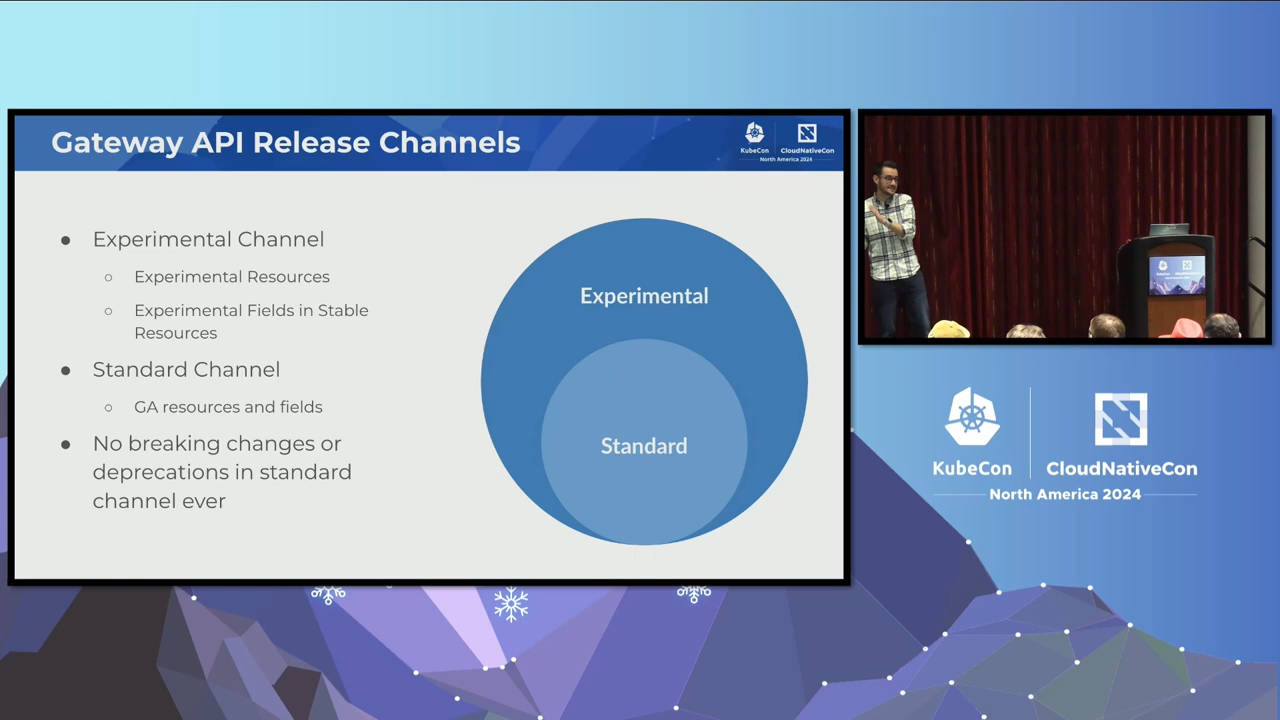 Gateway API Release Channels
KubeCon
CloudNativeCon
North America 2024
● Experimental Channel
○ Experimental Resources
○ Experimental Fields in Stable
Resources
● Standard Channel
○ GA resources and fields
● No breaking changes or
deprecations in standard
channel ever
Experimental
Standard
KubeCon
CloudNativeCon
North America 2024